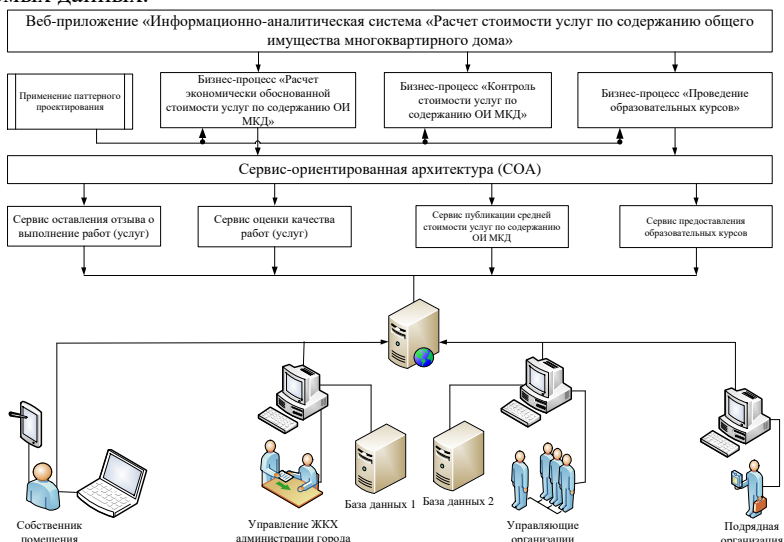 Веб-приложение «Информационно-аналитическая система «Расчет стоимости услуг по содержанию общего
имущества многоквартирного дома»
Применение паттерного
проектирования
Бизнес-процесс «Расчет
экономически обоснованной
стоимости услуг по содержанию ОИ
МКД»
Бизнес-процесс «Контроль
стоимости услуг по
содержанию ОИ МКД»
Бизнес-процесс «Проведение
образовательных курсов»
Сервис-ориентированная архитектура (СОА)
Сервис оставления отзыва о
выполнение работ (услуг)
Сервис оценки качества
работ (услуг)
Сервис публикации средней
стоимости услуг по содержанию
ОИ МКД
Сервис предоставления
образовательных курсов
База данных 1
База данных 2
Собственник
помещения
Управление ЖКХ
администрации города
Управляющие
организации
Подрядная
организация